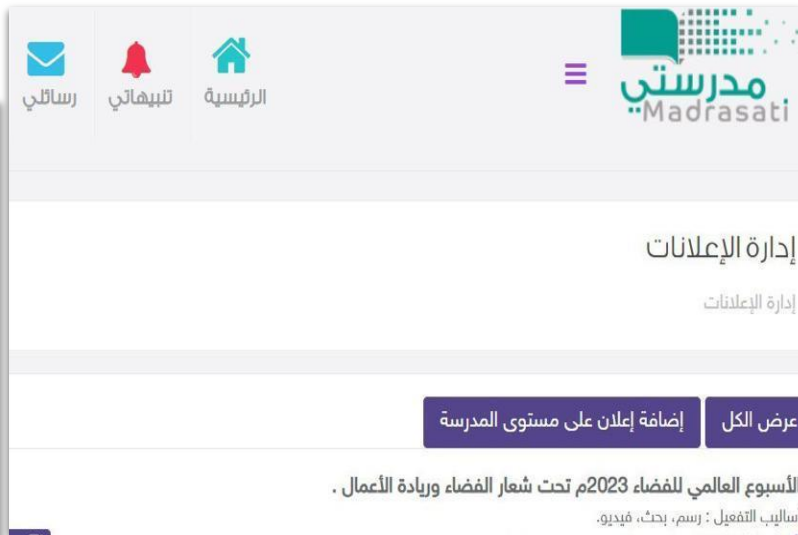 مدرستي
Madrasati
الرئيسية
تنبيهاتي
رسائلي
إدارة الإعلانات
إدارة الإعلانات
عرض الكل
إضافة إعلان على مستوى المدرسة
الأسبوع العالمي للفضاء 2023م تحت شعار الفضاء وريادة الأعمال .
ساليب التفعيل : رسم، بحث، فيديو.